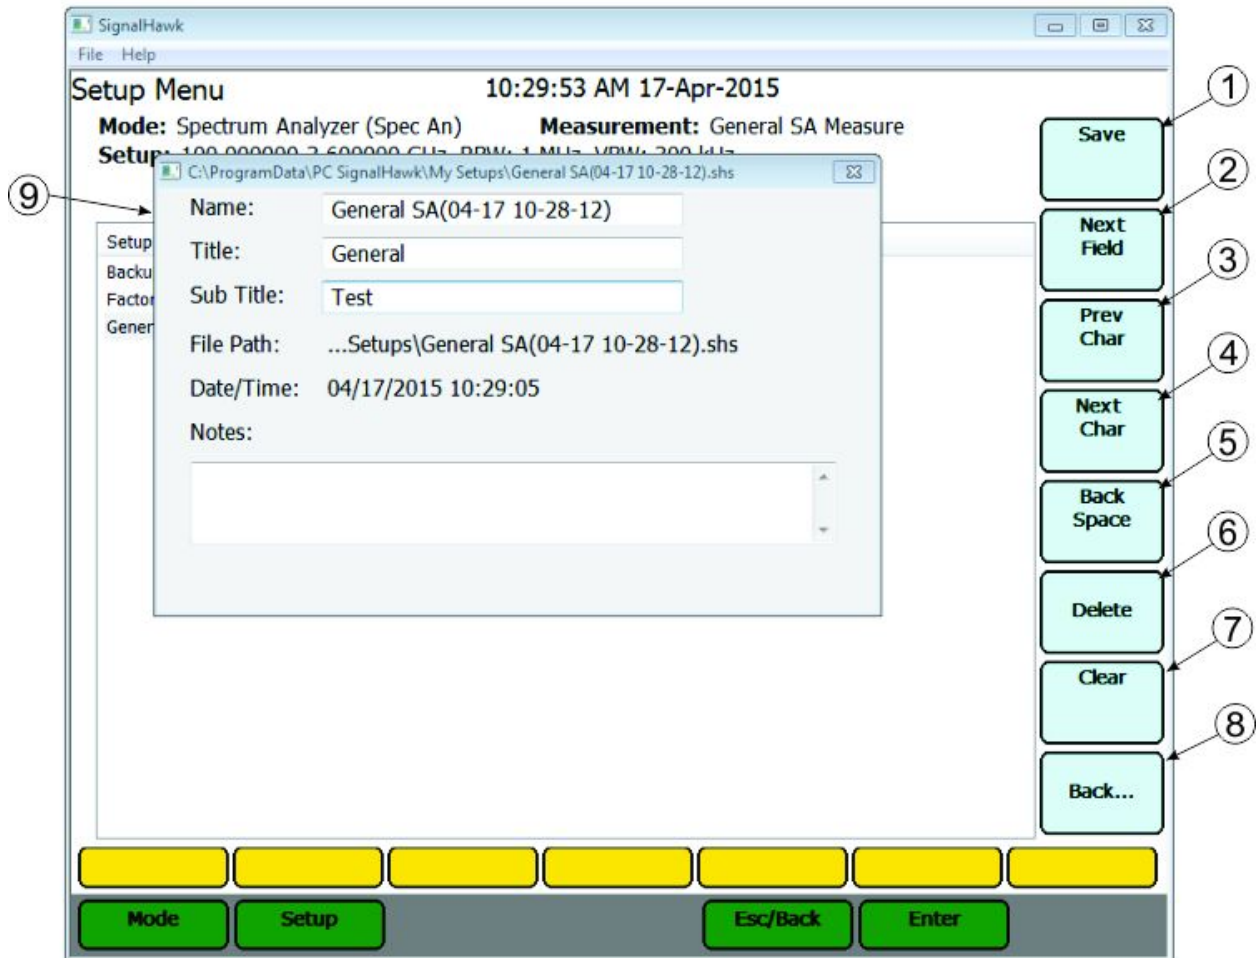 SignalHawk
File Help
Setup Menu 10:29:53 AM 17-Apr-2015
Mode: Spectrum Analyzer (Spec An) Measurement: General SA Measure
Setup:
C:\ProgramData\PC SignalHawk\My Setups\General SA(04-17 10-28-12).shs
Name: General SA(04-17 10-28-12)
Setup
Title: General
Backu
Factor
Sub Title: Test
Gener
File Path: ...Setups\General SA(04-17 10-28-12).shs
Date/Time: 04/17/2015 10:29:05
Notes:
Save
Next
Field
Prev
Char
Next
Char
Back
Space
Delete
Clear
Back...
1
2
3
4
5
6
7
8
9
Mode Setup Esc/Back Enter